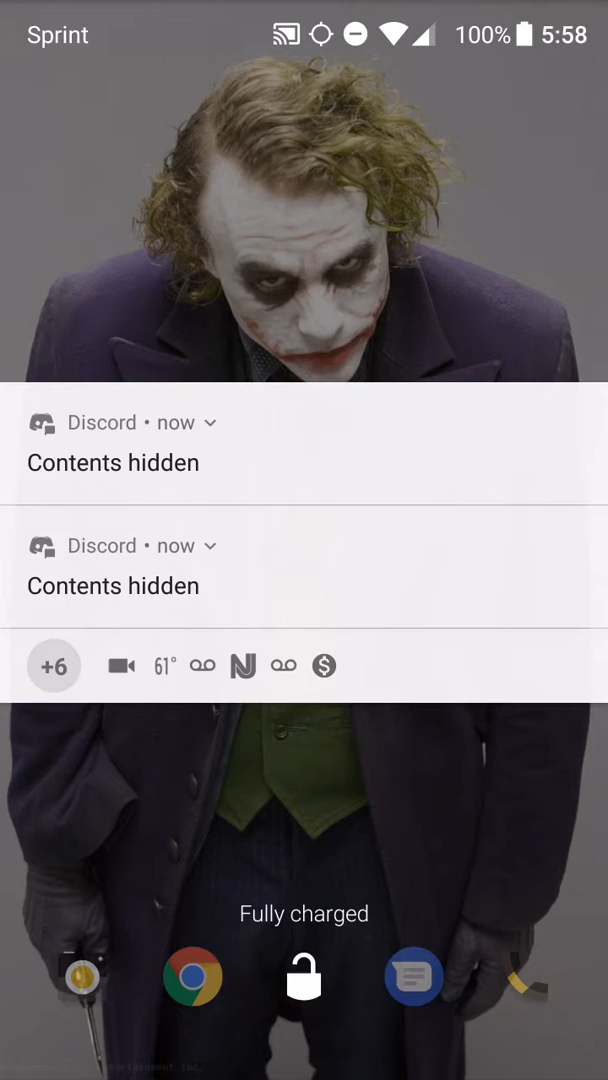 Sprint 100% 5:58
Discord • now
Contents hidden
Discord • now
Contents hidden
+6 61°
Fully charged